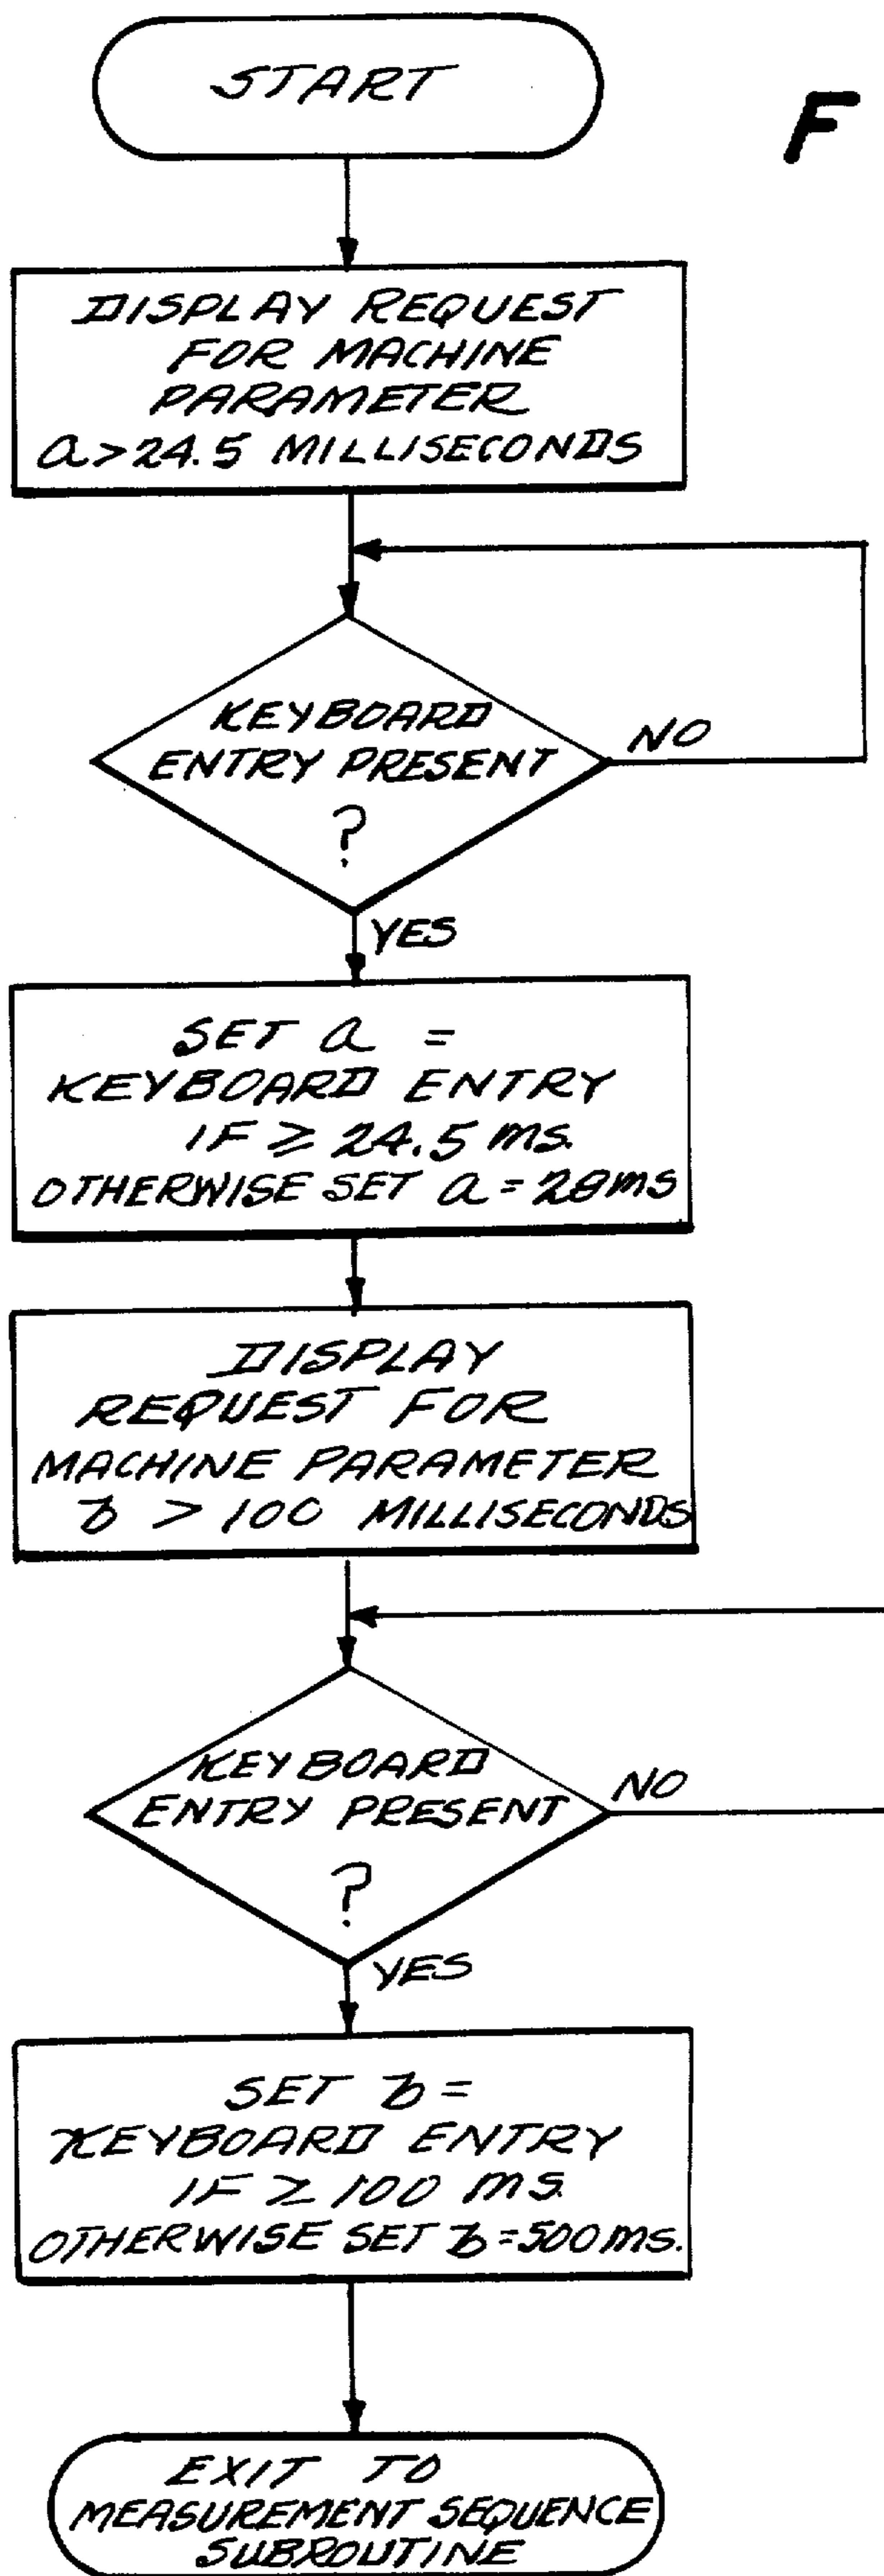 START
F
DISPLAY REQUEST
FOR MACHINE
PARAMETER
a>24.5 MILLISECONDS
KEYBOARD
ENTRY PRESENT
?
NO
YES
SET a =
KEYBOARD ENTRY
IF ≥ 24.5 ms.
OTHERWISE SET a = 28ms
DISPLAY
REQUEST FOR
MACHINE PARAMETER
b > 100 MILLISECONDS
KEYBOARD
ENTRY PRESENT
?
NO
YES
SET b =
KEYBOARD ENTRY
IF ≥ 100 ms.
OTHERWISE SET b = 500ms.
EXIT TO
MEASUREMENT SEQUENCE
SUBROUTINE